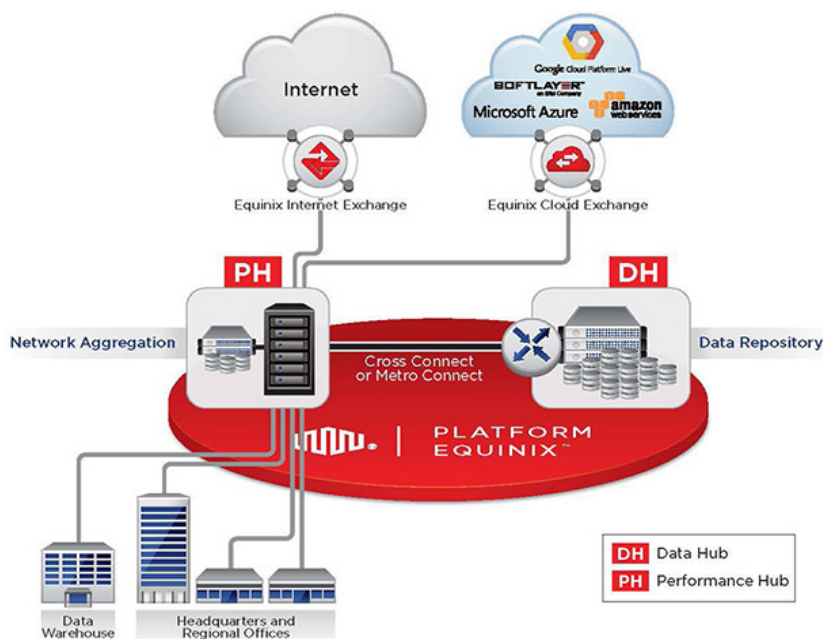 Internet
Google Cloud Platform Live
SOFTLAYER™
an IBM Company
Microsoft Azure
amazon
web services
Equinix Internet Exchange
Equinix Cloud Exchange
PH
DH
Network Aggregation
Data Repository
Cross Connect
or Metro Connect
® | PLATFORM
EQUINIX™
DH Data Hub
PH Performance Hub
Data
Warehouse
Headquarters and
Regional Offices